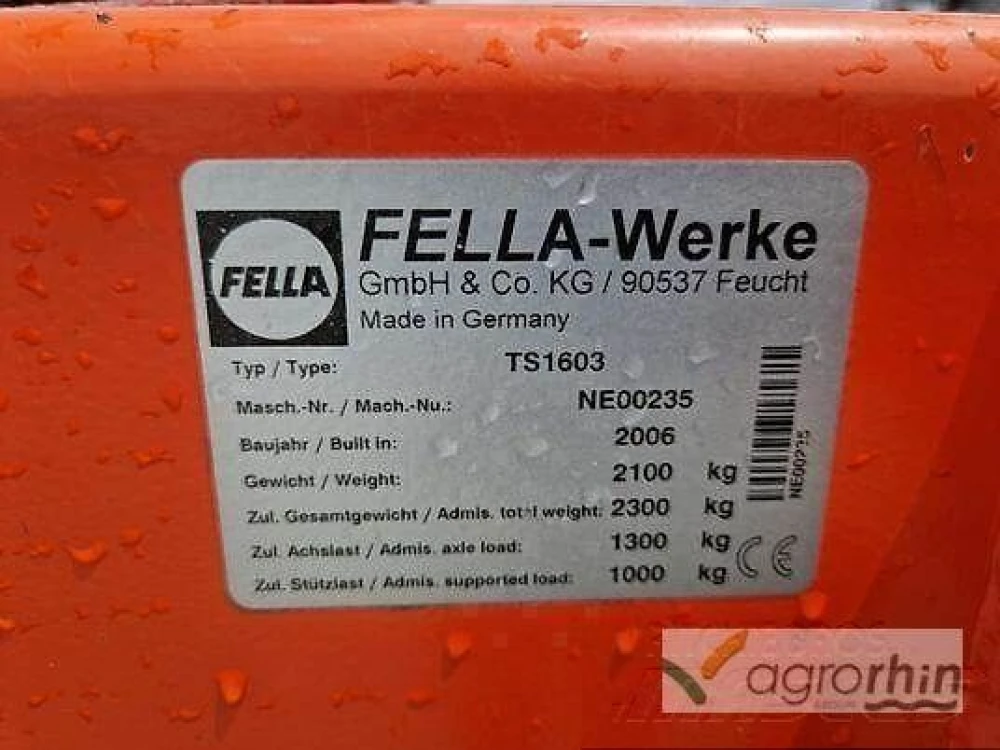 FELLA
FELLA-Werke
GmbH & Co. KG / 90537 Feucht
Made in Germany
Typ / Type: TS1603
Masch.-Nr. / Mach.-Nu.: NE00235
Baujahr / Built in: 2006
Gewicht / Weight: 2100 kg
Zul. Gesamtgewicht / Admis. total weight: 2300 kg
Zul. Achslast / Admis. axle load: 1300 kg
Zul. Stützlast / Admis. supported load: 1000 kg
NE00235
CE
agrorhin